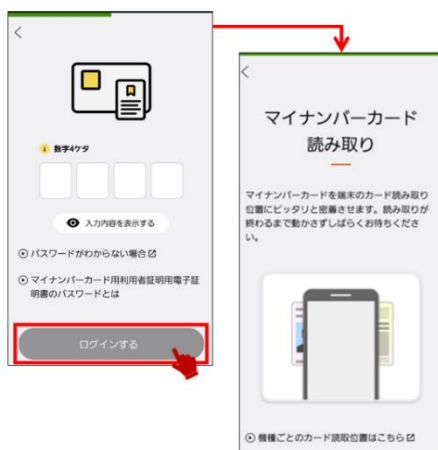 数字4ケタ
入力内容を表示する
パスワードがわからない場合
マイナンバーカード用利用者証明用電子証
明書のパスワードとは
ログインする
マイナンバーカード
読み取り
マイナンバーカードを端末のカード読み取り
位置にピッタリと密着させます。読み取りが
終わるまで動かさずしばらくお待ちくださ
い。
機種ごとのカード読取位置はこちら